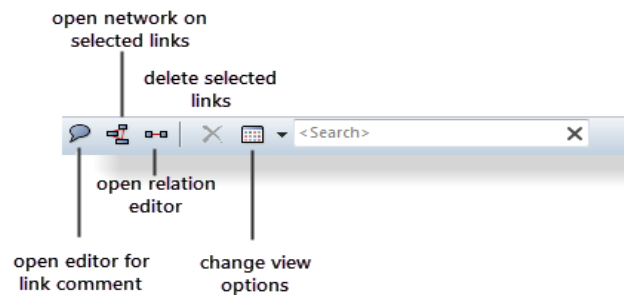 open network on
selected links
delete selected
links
<Search>
open relation
editor
open editor for
link comment
change view
options